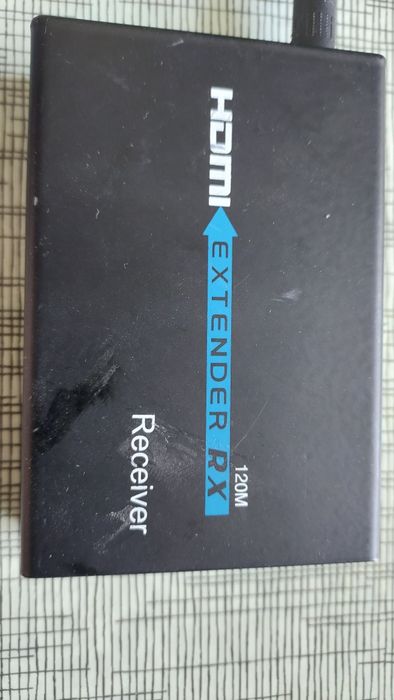 HDMI
EXTENDER RX
120M
Receiver